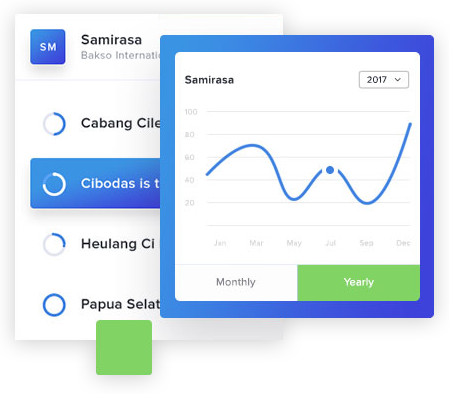 SM
Samirasa
Bakso Internatio
Cabang Cile
Cibodas is t
Heulang Ci
Papua Selat
Samirasa
2017
100
80
60
40
20
Jan Mar May Jul Sep Dec
Monthly Yearly